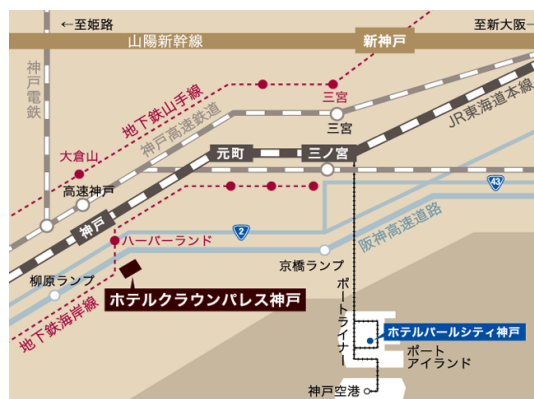 ←至姫路
至新大阪→
山陽新幹線
新神戸
神戸電鉄
地下鉄山手線
神戸高速鉄道
三宮
三宮
JR東海道本線
大倉山
元町
三ノ宮
高速神戸
43
神戸
2
阪神高速道路
ハーバーランド
京橋ランプ
柳原ランプ
ホテルクラウンパレス神戸
地下鉄海岸線
ポートライナー
ホテルパールシティ神戸
ポート
アイランド
神戸空港